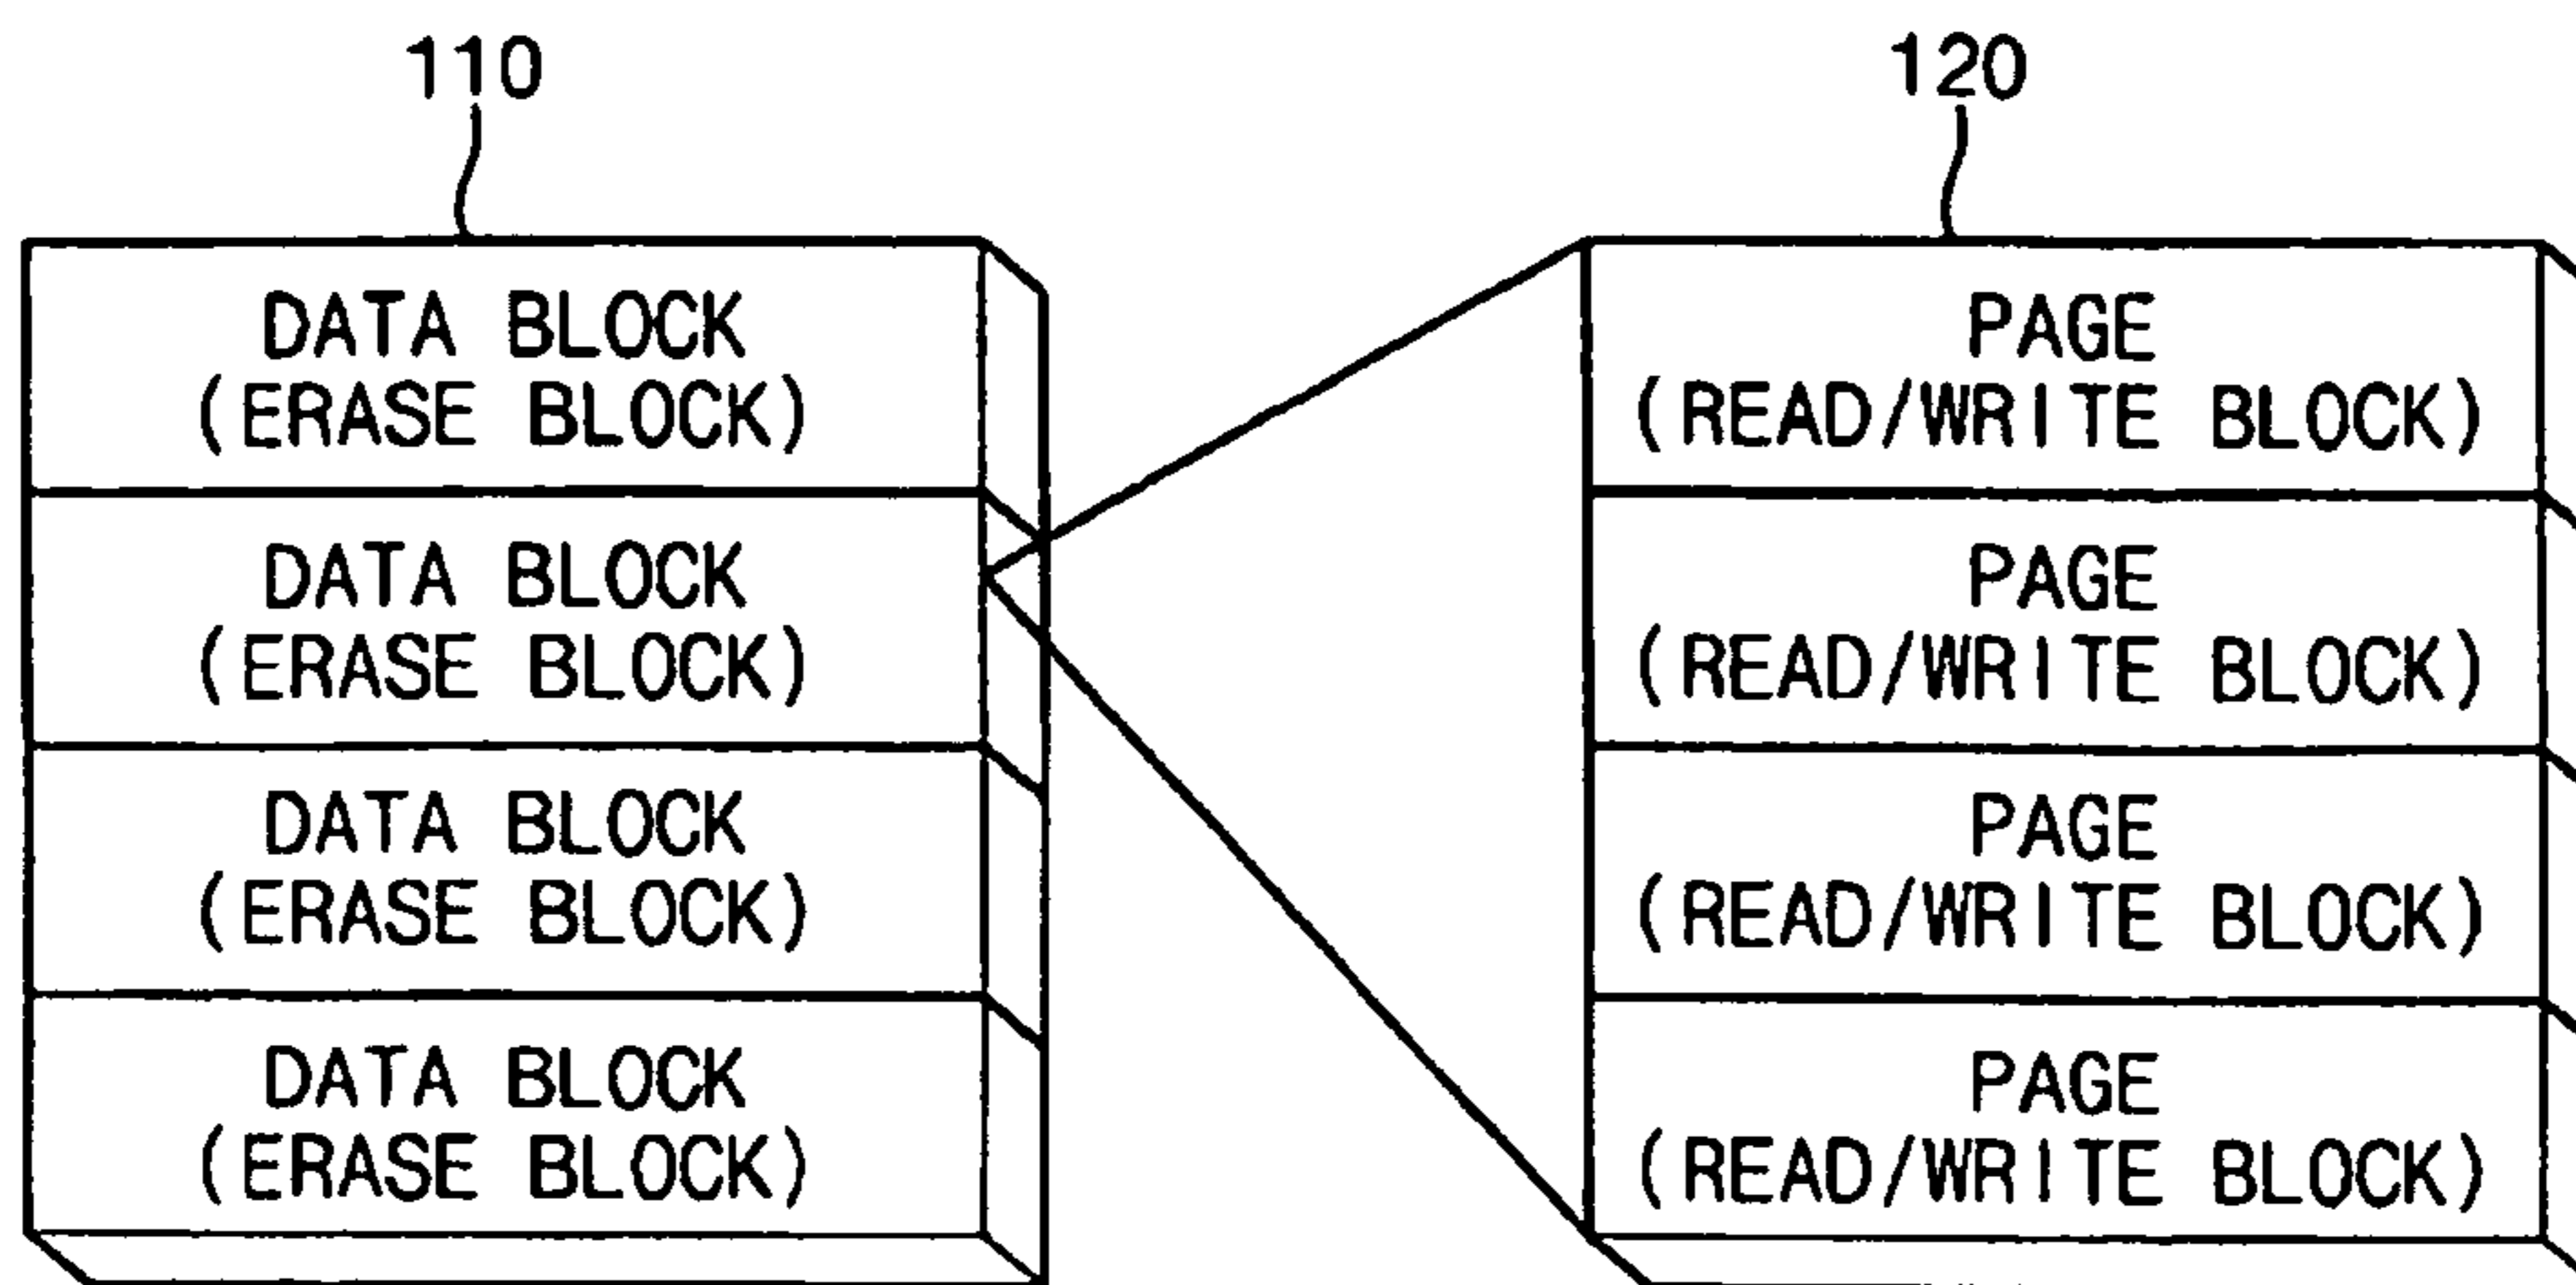 110
DATA BLOCK
(ERASE BLOCK)
DATA BLOCK
(ERASE BLOCK)
DATA BLOCK
(ERASE BLOCK)
DATA BLOCK
(ERASE BLOCK)
120
PAGE
(READ/WRITE BLOCK)
PAGE
(READ/WRITE BLOCK)
PAGE
(READ/WRITE BLOCK)
PAGE
(READ/WRITE BLOCK)